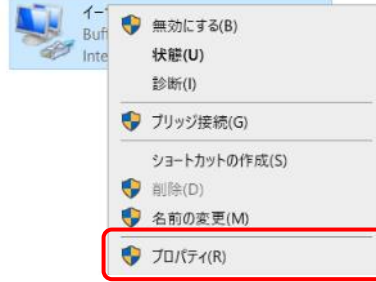 イー
Buf
Inte
無効にする(B)
状態(U)
診断(I)
ブリッジ接続(G)
ショートカットの作成(S)
削除(D)
名前の変更(M)
プロパティ(R)